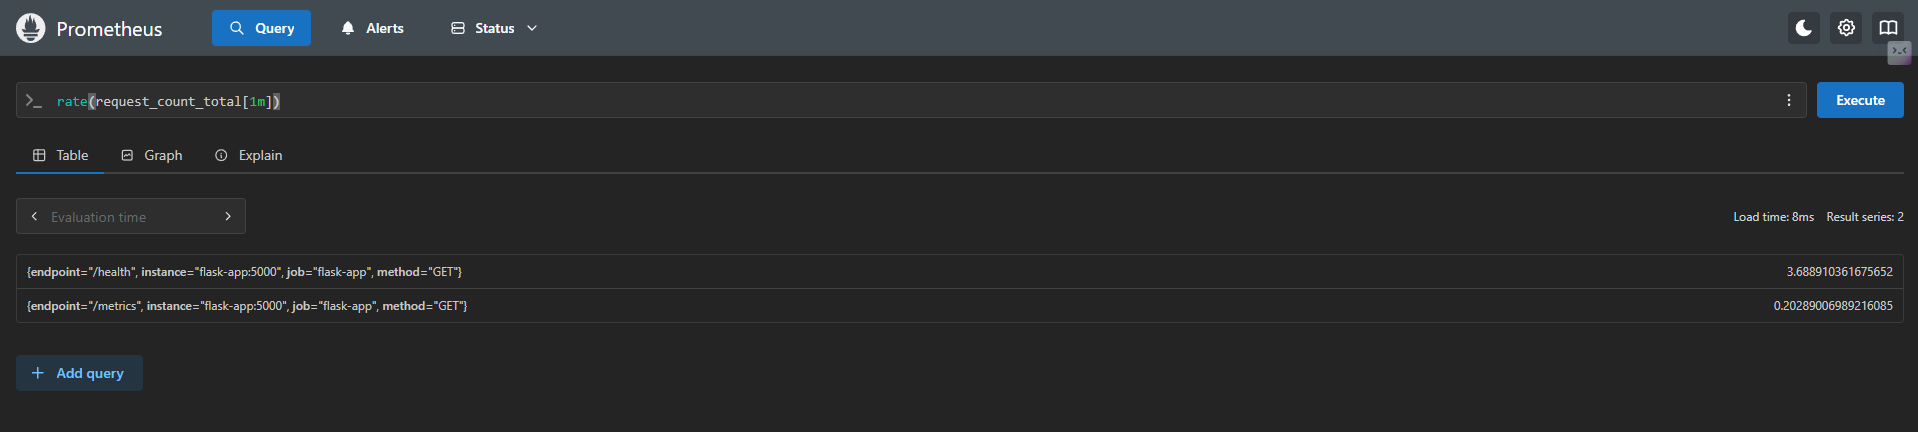 Prometheus Query Alerts Status
>_ rate(request_count_total[1m]) Execute
Table Graph Explain
Evaluation time Load time: 8ms Result series: 2
{endpoint="/health", instance="flask-app:5000", job="flask-app", method="GET"} 3.688910361675652
{endpoint="/metrics", instance="flask-app:5000", job="flask-app", method="GET"} 0.20289006989216085
+ Add query